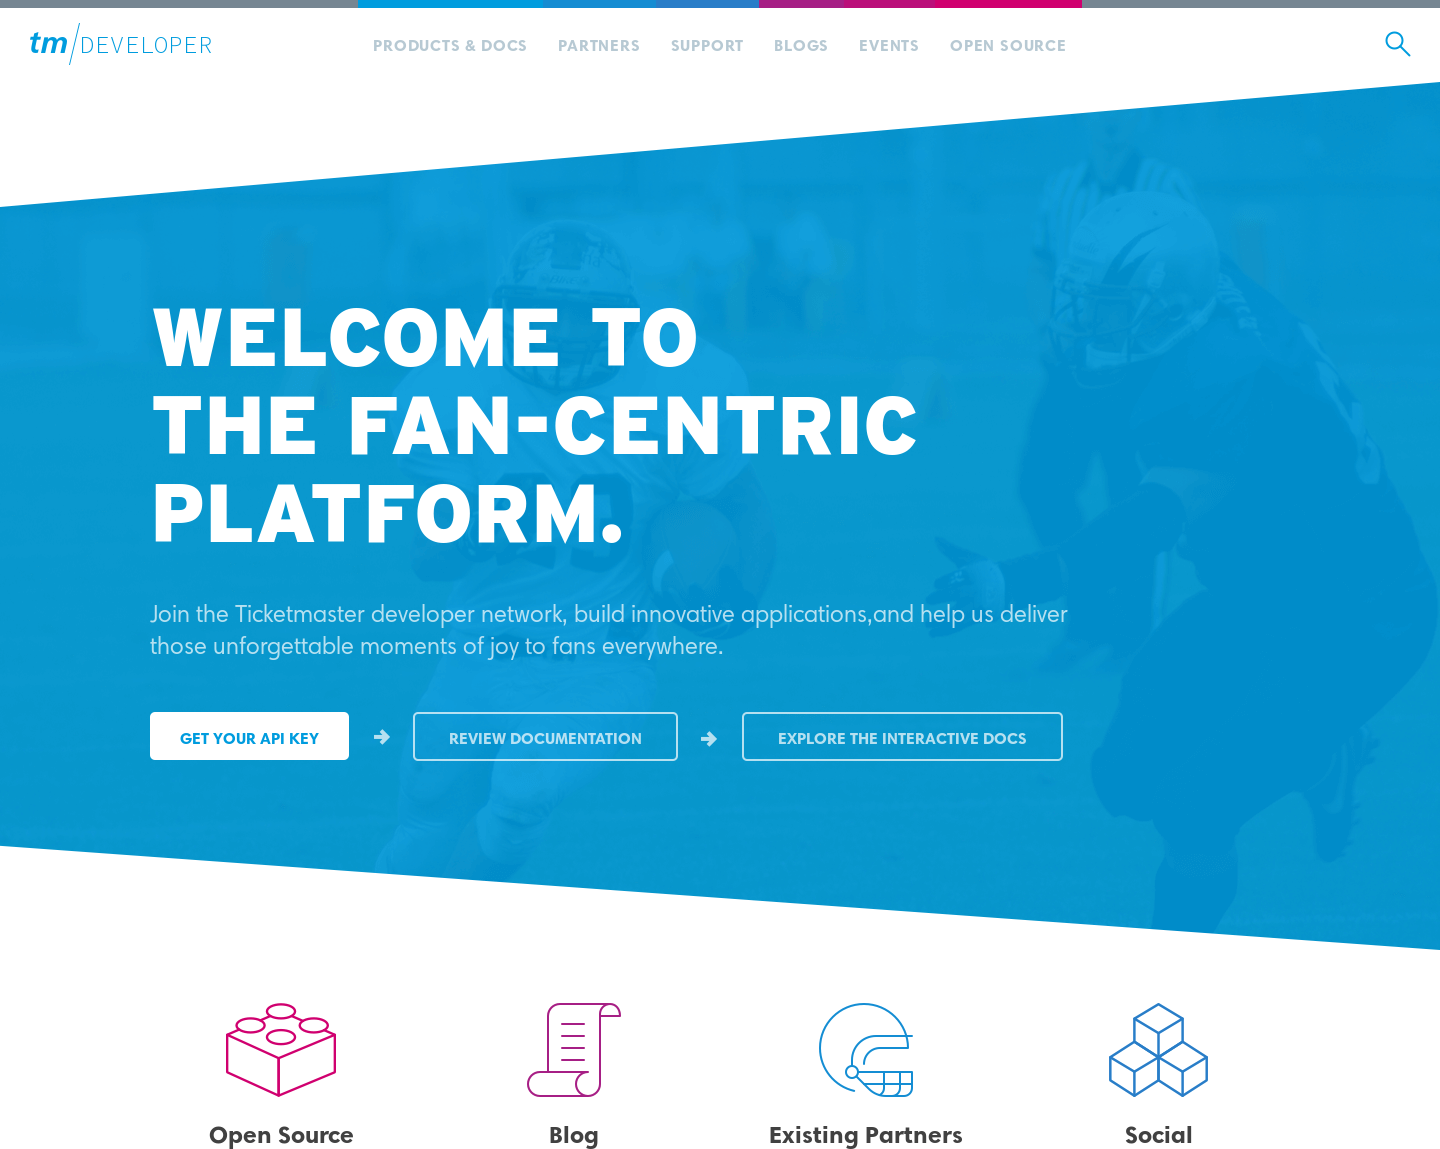 tm/DEVELOPER
PRODUCTS & DOCS PARTNERS SUPPORT BLOGS EVENTS OPEN SOURCE
WELCOME TO
THE FAN-CENTRIC
PLATFORM.
Join the Ticketmaster developer network, build innovative applications,and help us deliver
those unforgettable moments of joy to fans everywhere.
GET YOUR API KEY REVIEW DOCUMENTATION EXPLORE THE INTERACTIVE DOCS
Open Source Blog Existing Partners Social